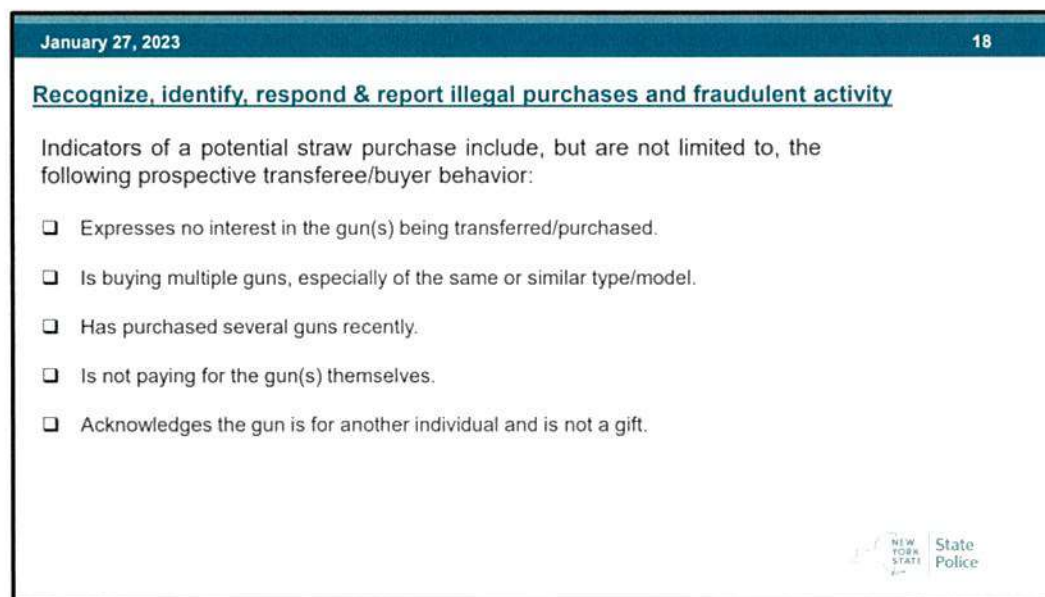 January 27, 2023
18
Recognize, identify, respond & report illegal purchases and fraudulent activity
Indicators of a potential straw purchase include, but are not limited to, the
following prospective transferee/buyer behavior:
❑ Expresses no interest in the gun(s) being transferred/purchased.
❑ Is buying multiple guns, especially of the same or similar type/model.
❑ Has purchased several guns recently.
❑ Is not paying for the gun(s) themselves.
❑ Acknowledges the gun is for another individual and is not a gift.
NEW
YORK
STATE
State
Police